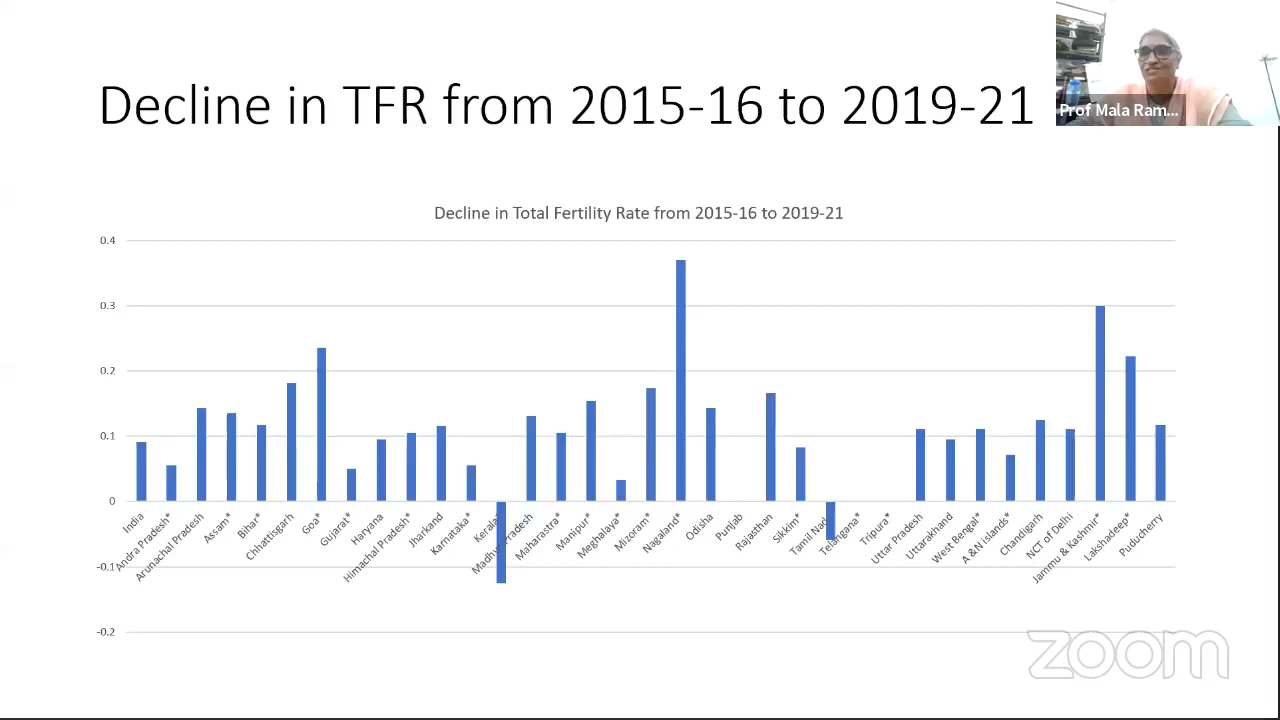 Decline in TFR from 2015-16 to 2019-21
Prof Mala Ram...
Decline in Total Fertility Rate from 2015-16 to 2019-21
0.4
0.3
0.2
0.1
0
-0.1
-0.2
India
Andra Pradesh*
Arunachal Pradesh
Assam*
Bihar*
Chhattisgarh
Goa*
Gujarat*
Haryana
Himachal Pradesh*
Jharkand
Karnataka*
Kerala*
Madhya Pradesh
Maharastra*
Manipur*
Meghalaya*
Mizoram*
Nagaland*
Odisha
Punjab
Rajasthan
Sikkim*
Tamil Nadu
Telangana*
Tripura*
Uttar Pradesh
Uttarakhand
West Bengal*
A &N islands*
Chandigarh
NCT of Delhi
Jammu & Kashmir*
Lakshadeep*
Puducherry
zoom